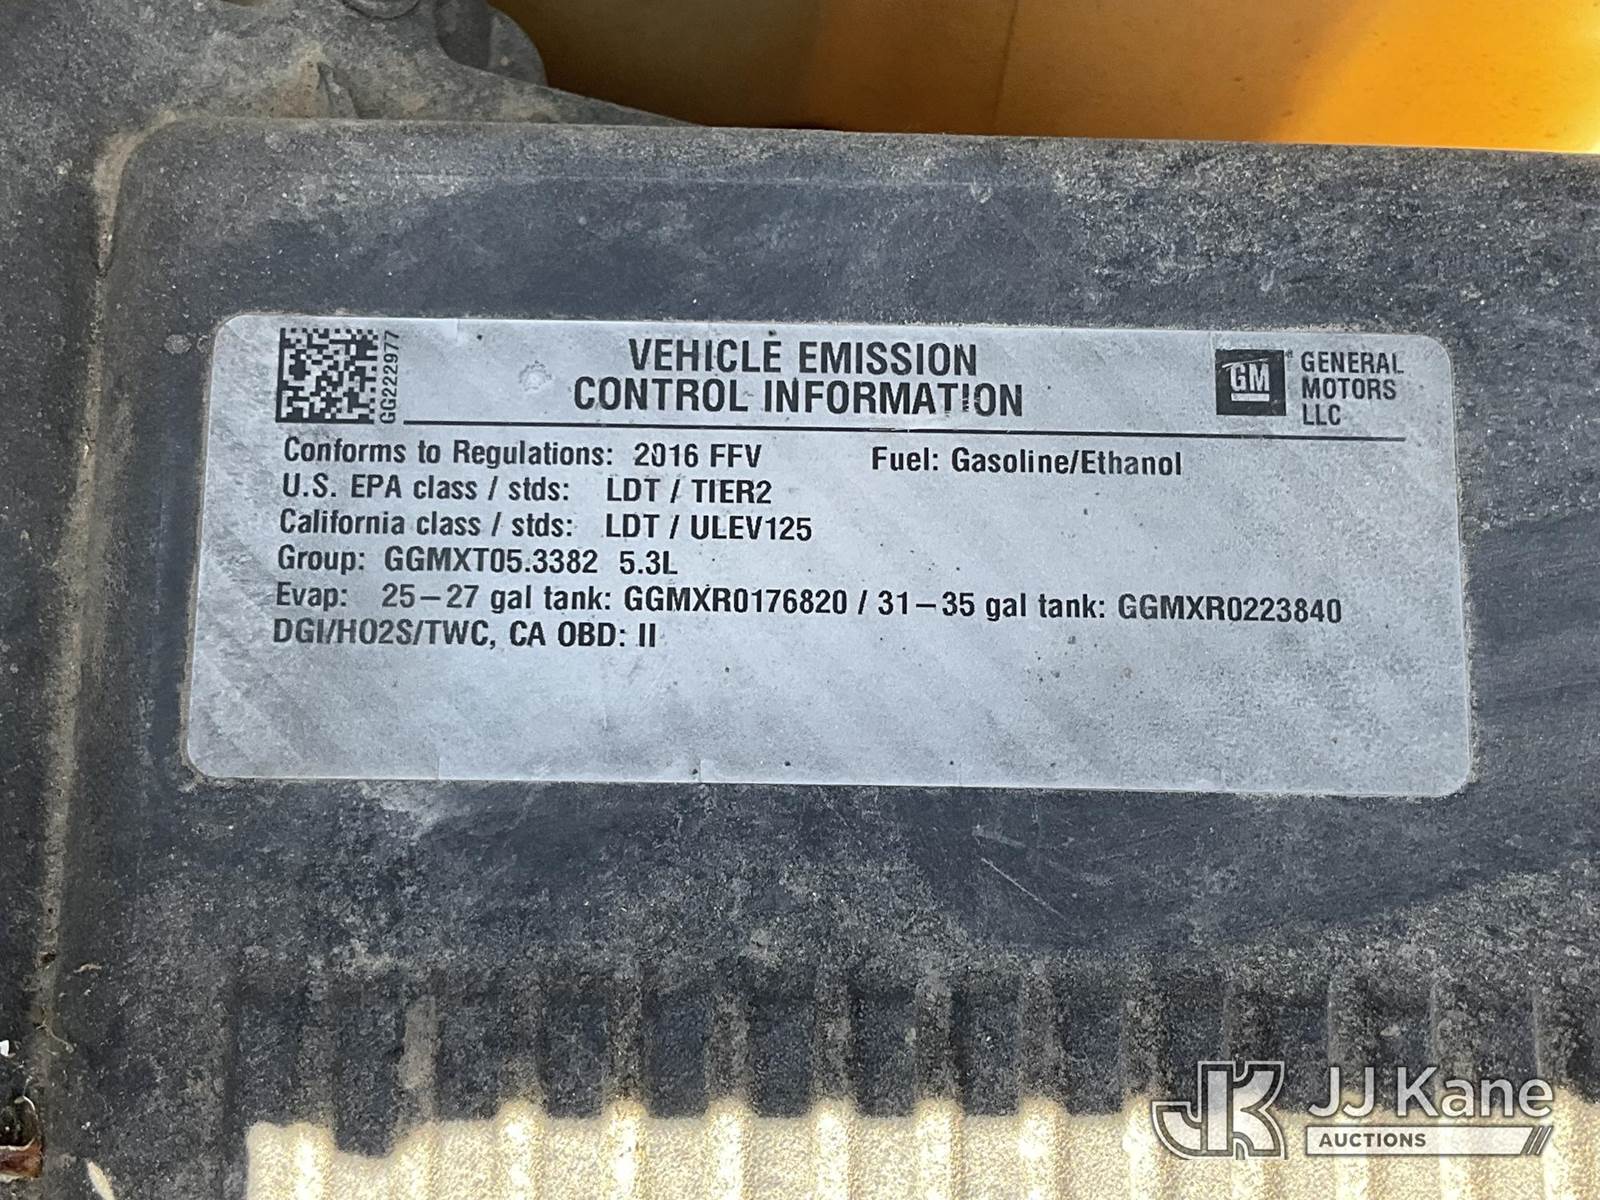 GG222977
VEHICLE EMISSION
CONTROL INFORMATION
GM
GENERAL
MOTORS
LLC
Conforms to Regulations: 2016 FFV Fuel: Gasoline/Ethanol
U.S. EPA class / stds: LDT / TIER2
California class / stds: LDT / ULEV125
Group: GGMXT05.3382 5.3L
Evap: 25–27 gal tank: GGMXR0176820 / 31–35 gal tank: GGMXR0223840
DGI/HO2S/TWC, CA OBD: II
JK JJ Kane
AUCTIONS